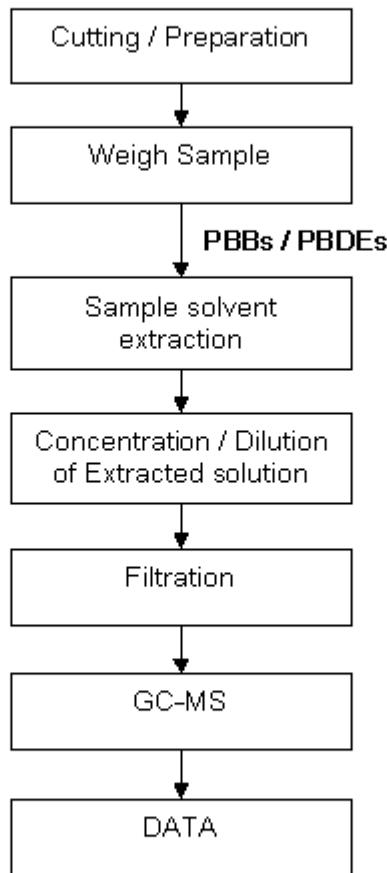 Cutting / Preparation
Weigh Sample
PBBs / PBDEs
Sample solvent
extraction
Concentration / Dilution
of Extracted solution
Filtration
GC-MS
DATA